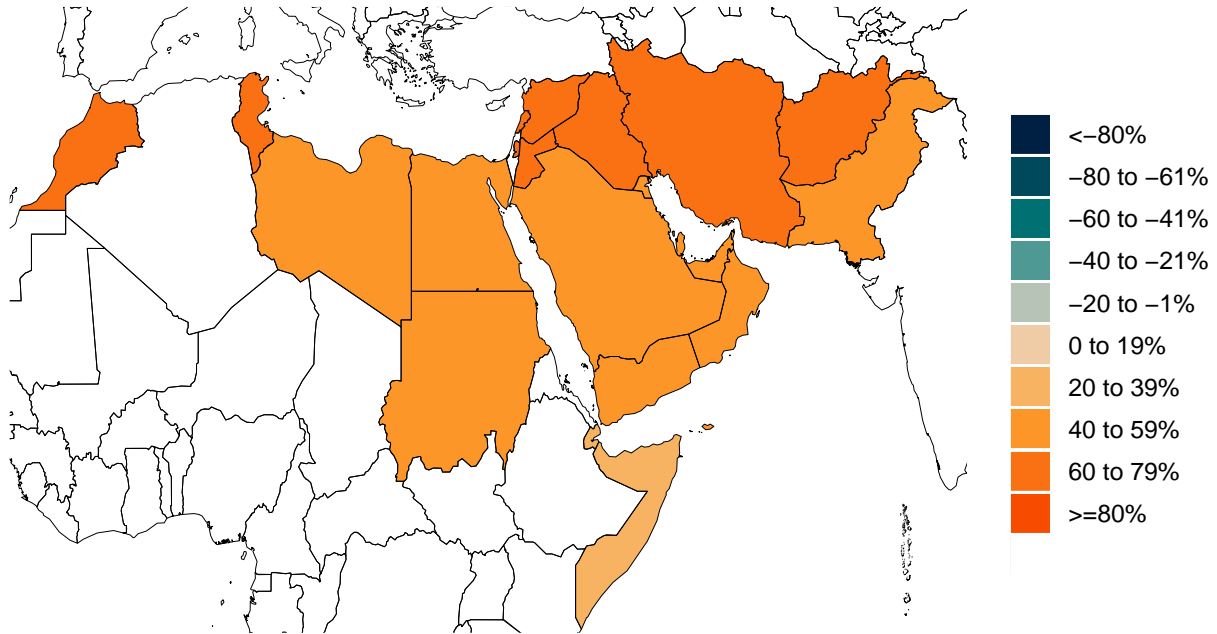 <−80%
−80 to −61%
−60 to −41%
−40 to −21%
−20 to −1%
0 to 19%
20 to 39%
40 to 59%
60 to 79%
>=80%